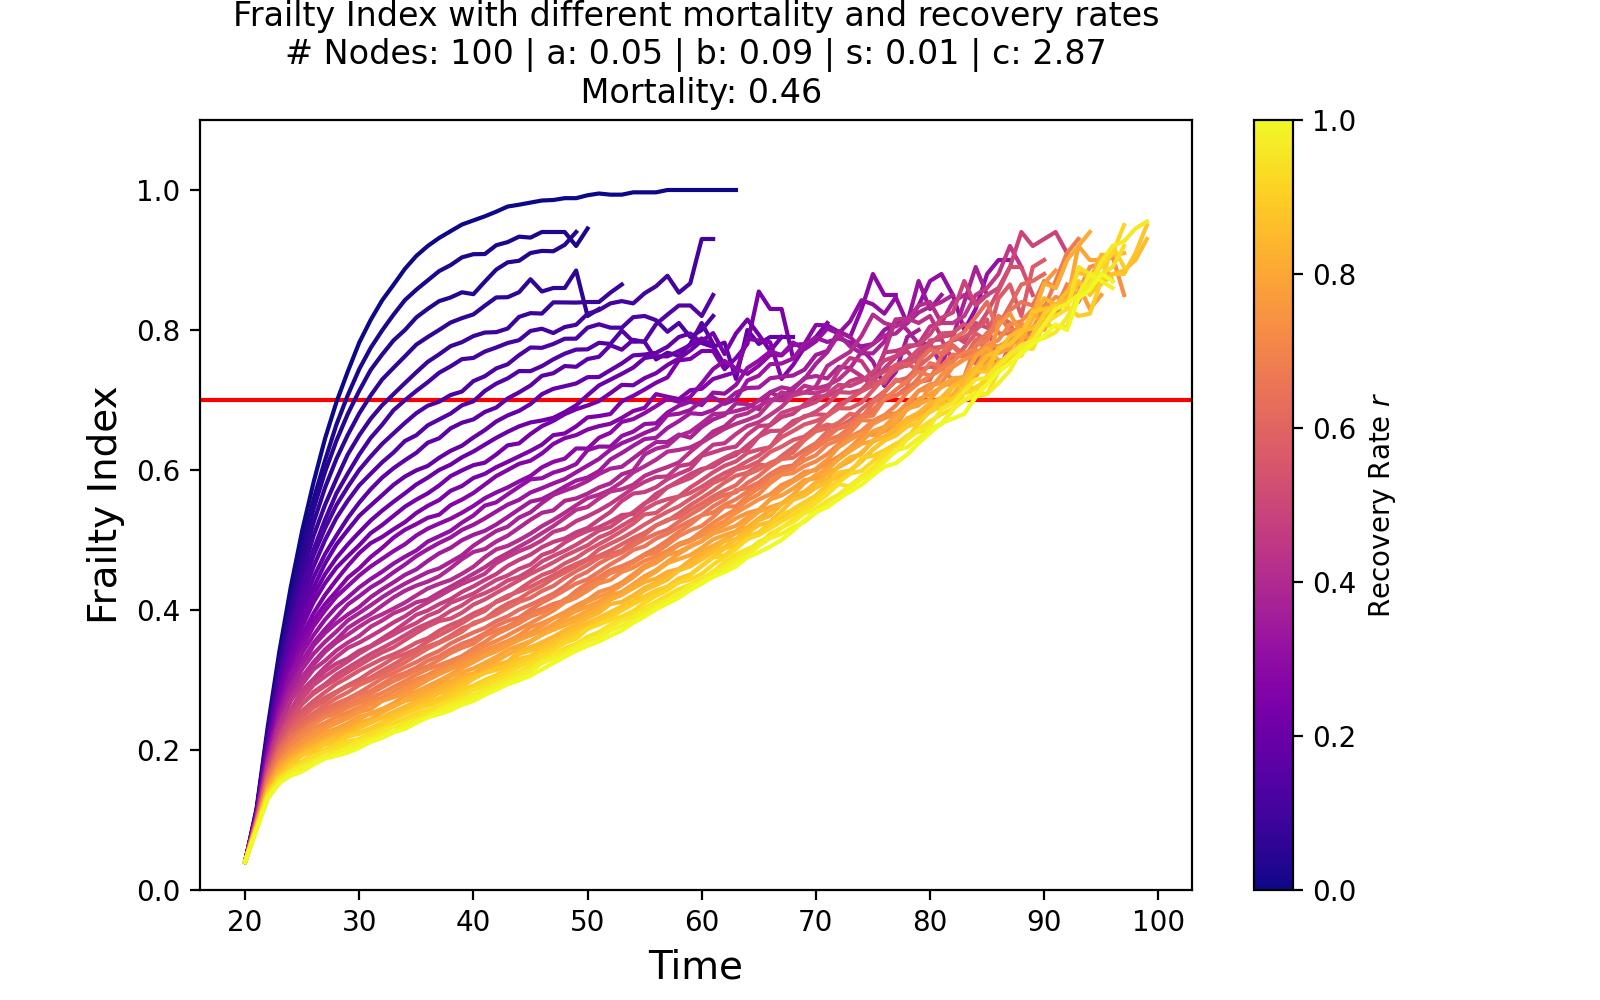 Frailty Index with different mortality and recovery rates
# Nodes: 100 | a: 0.05 | b: 0.09 | s: 0.01 | c: 2.87
Mortality: 0.46
Frailty Index
1.0
0.8
0.6
0.4
0.2
0.0
20 30 40 50 60 70 80 90 100
Time
1.0
0.8
0.6
0.4
0.2
0.0
Recovery Rate r